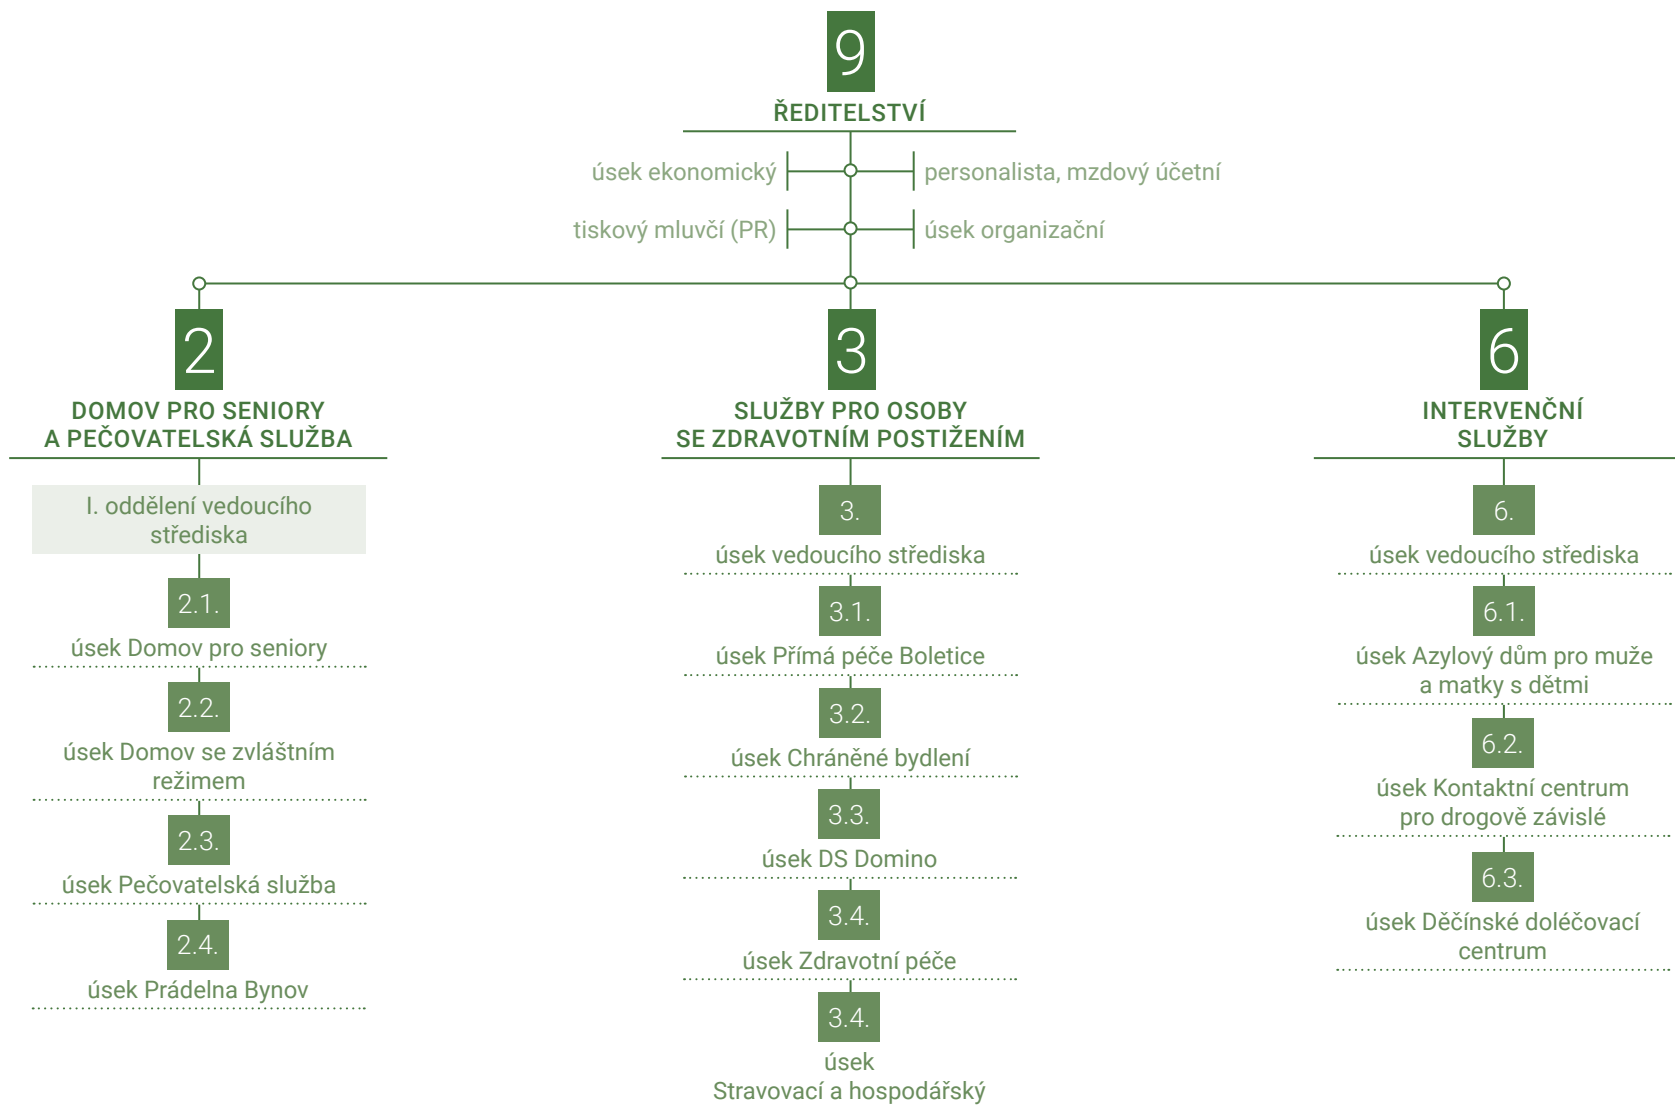 9
ŘEDITELSTVÍ
úsek ekonomický
personalista, mzdový účetní
tiskový mluvčí (PR)
úsek organizační
2
DOMOV PRO SENIORY
A PEČOVATELSKÁ SLUŽBA
I. oddělení vedoucího
střediska
2.1.
úsek Domov pro seniory
2.2.
úsek Domov se zvláštním
režimem
2.3.
úsek Pečovatelská služba
2.4.
úsek Prádelna Bynov
3
SLUŽBY PRO OSOBY
SE ZDRAVOTNÍM POSTIŽENÍM
3.
úsek vedoucího střediska
3.1.
úsek Přímá péče Boletice
3.2.
úsek Chráněné bydlení
3.3.
úsek DS Domino
3.4.
úsek Zdravotní péče
3.4.
úsek
Stravovací a hospodářský
6
INTERVENČNÍ
SLUŽBY
6.
úsek vedoucího střediska
6.1.
úsek Azylový dům pro muže
a matky s dětmi
6.2.
úsek Kontaktní centrum
pro drogově závislé
6.3.
úsek Děčínské doléčovací
centrum